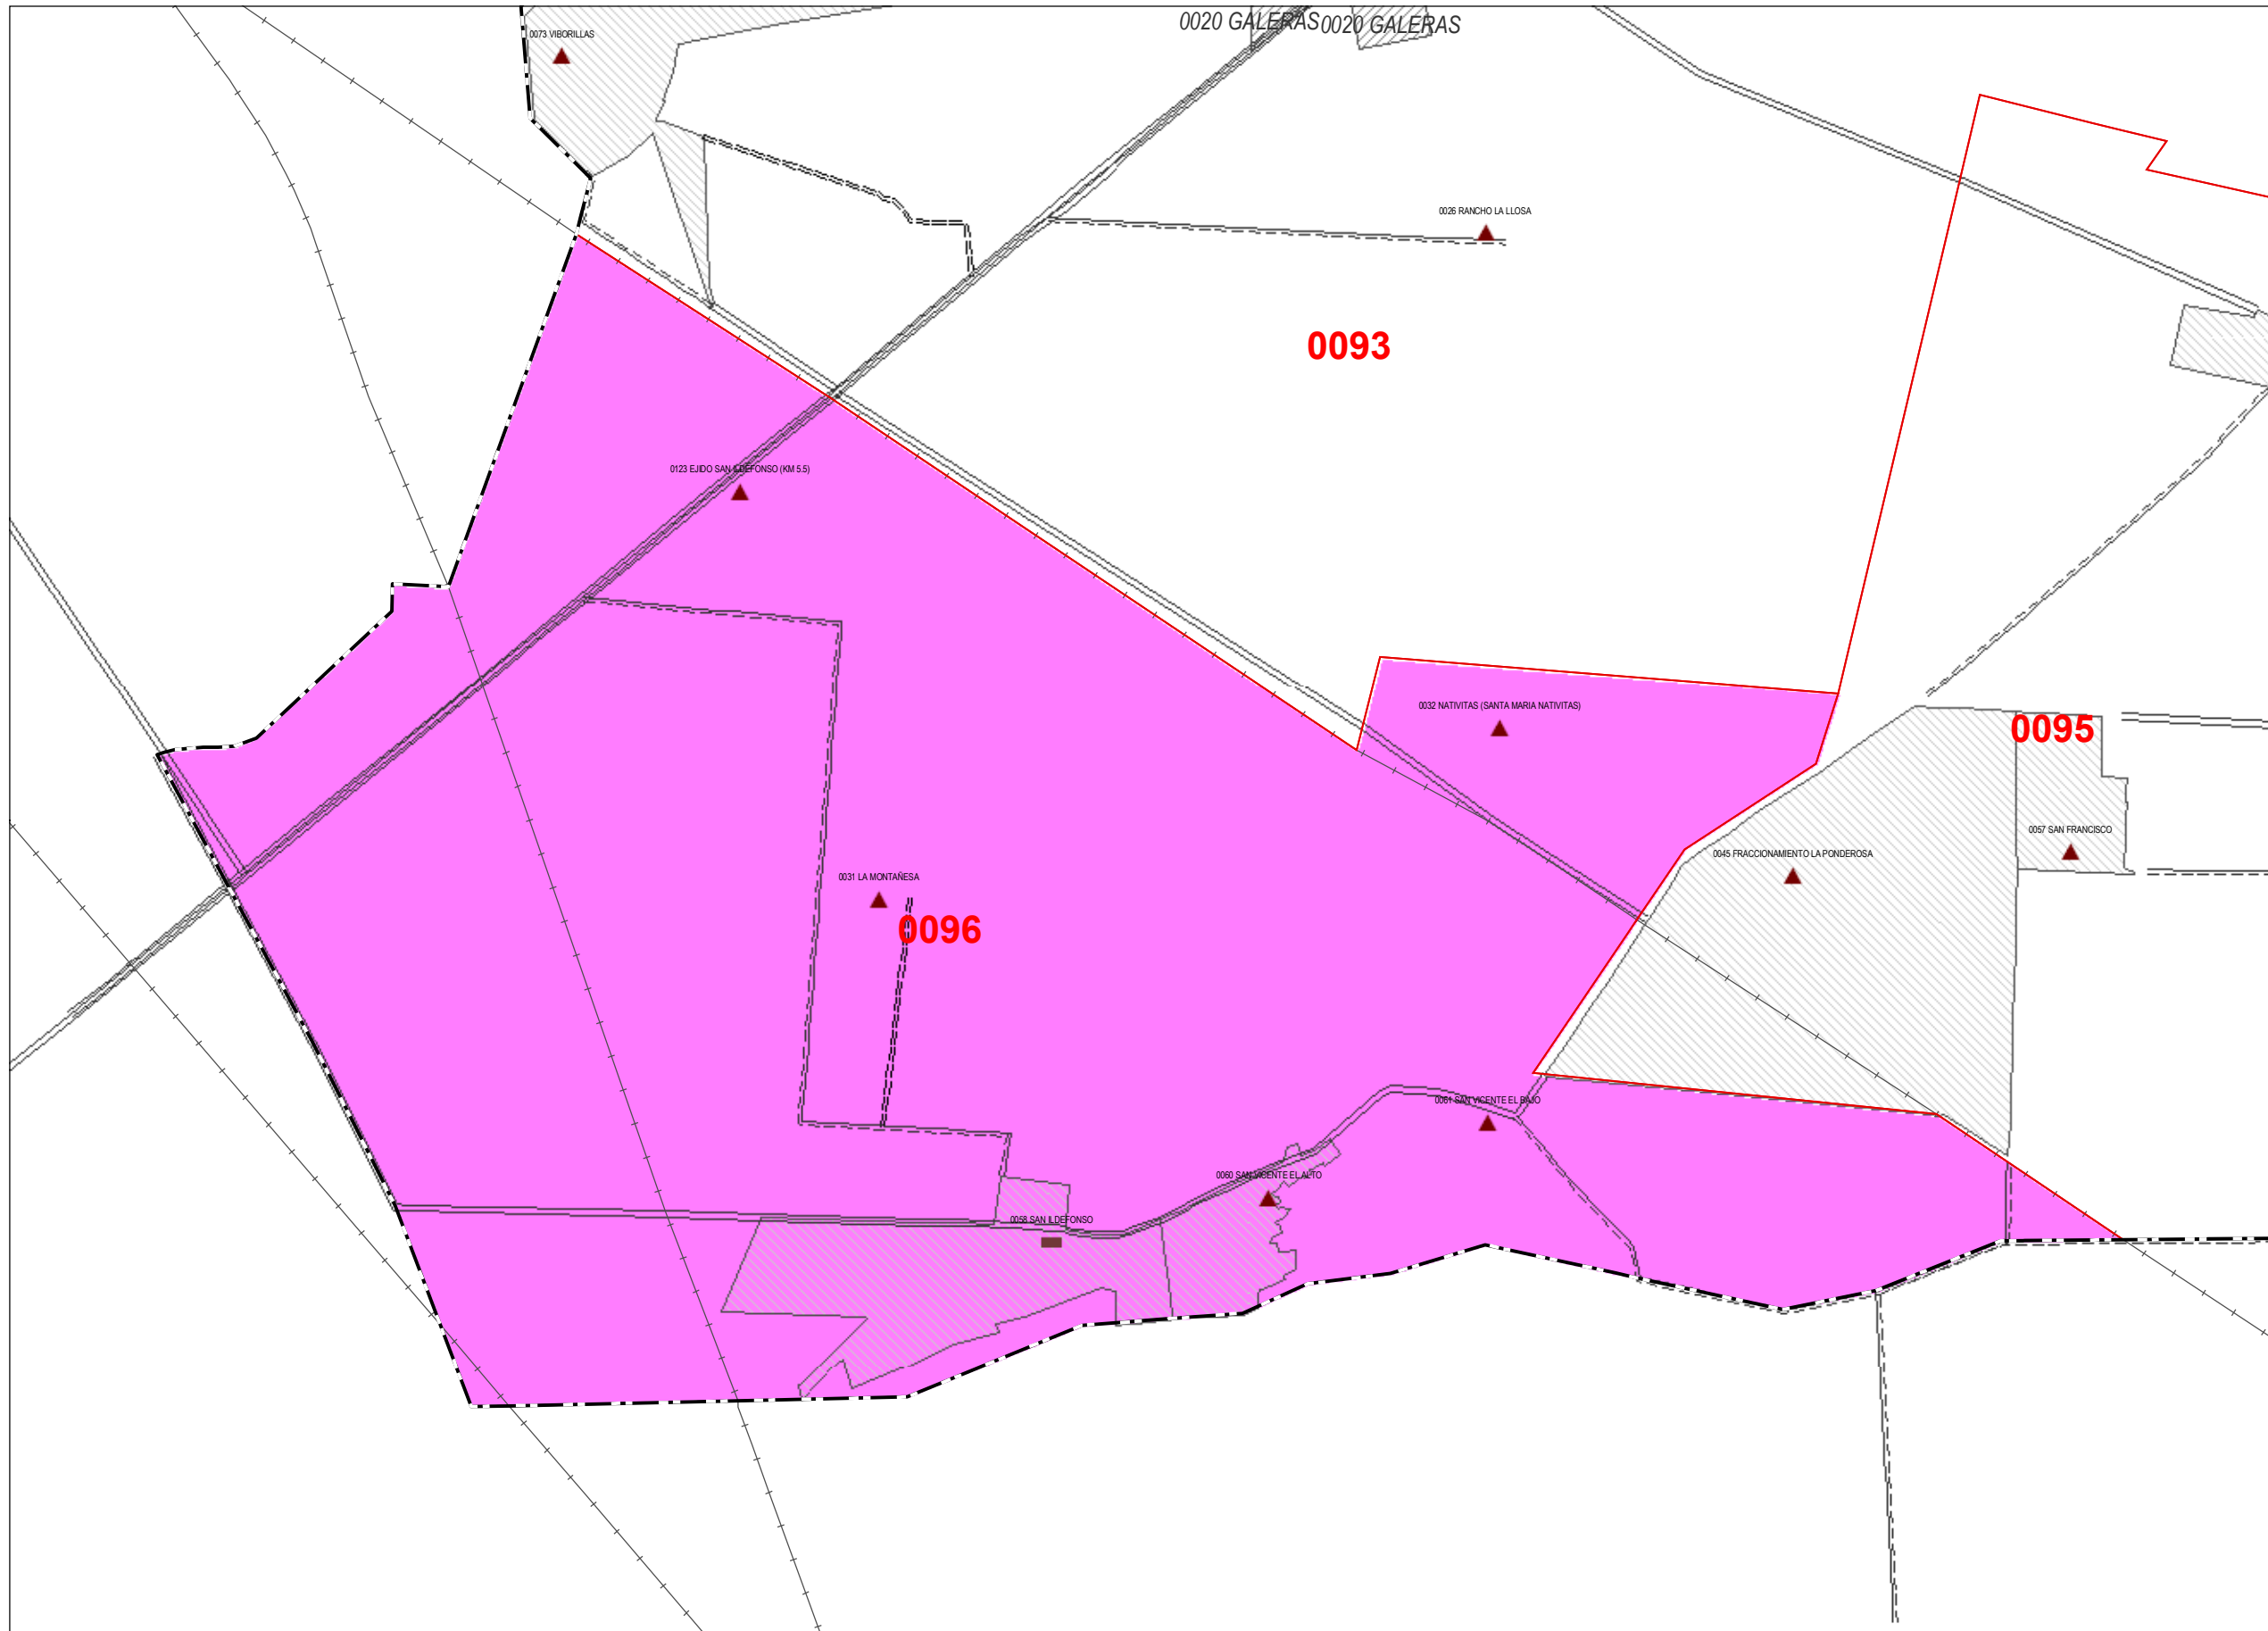 0020 GALERAS
0020 GALERAS
0073 VIBORILLAS
0026 RANCHO LA LLOSA
0093
0123 EJIDO SAN ILDEFONSO (KM 5.5)
0032 NATIVITAS (SANTA MARIA NATIVITAS)
0095
0057 SAN FRANCISCO
0045 FRACCIONAMIENTO LA PONDEROSA
0031 LA MONTAÑESA
0096
0061 SAN VICENTE EL BAJO
0060 SAN VICENTE EL ALTO
0058 SAN ILDEFONSO